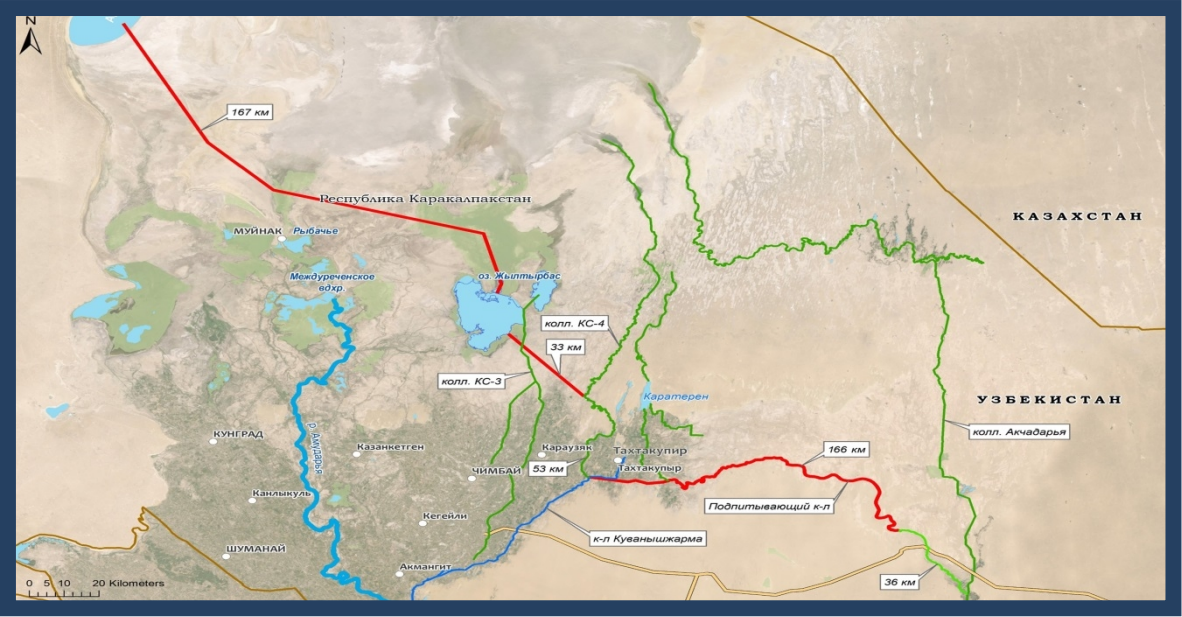 N
167 км
Республика Каракалпакстан
КАЗАХСТАН
МУЙНАК
Рыбачье
Междуреченское
вдхр.
оз. Жылтырбас
колл. КС-4
33 км
колл. КС-3
Каратерен
УЗБЕКИСТАН
колл. Акчадарья
КУНГРАД
р. Амударья
Казанкетген
Караузяк
Тахтакупир
166 км
ЧИМБАЙ
53 км
Тахтакупыр
Канлыкуль
Подпитывающий к-л
Кегейли
к-л Куванышжарма
ШУМАНАЙ
Акмангит
36 км
0 5 10 20 Kilometers